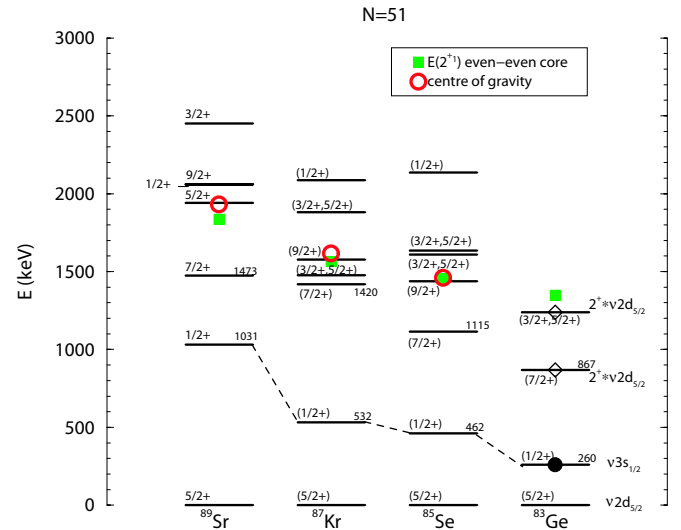 N=51
E (keV)
3000
2500
2000
1500
1000
500
0
E(2⁺¹) even−even core
centre of gravity
3/2+
9/2+
1/2+
5/2+
7/2+ 1473
1/2+ 1031
5/2+
⁸⁹Sr
(1/2+)
(3/2+,5/2+)
(9/2+)
(3/2+,5/2+)
(7/2+) 1420
(1/2+) 532
(5/2+)
⁸⁷Kr
(1/2+)
(3/2+,5/2+)
(3/2+,5/2+)
(9/2+)
1115
(7/2+)
(1/2+) 462
(5/2+)
⁸⁵Se
2⁺*ν2d₅/₂
(3/2+,5/2+)
867
(7/2+) 2⁺*ν2d₅/₂
(1/2+) 260 ν3s₁/₂
(5/2+) ν2d₅/₂
⁸³Ge